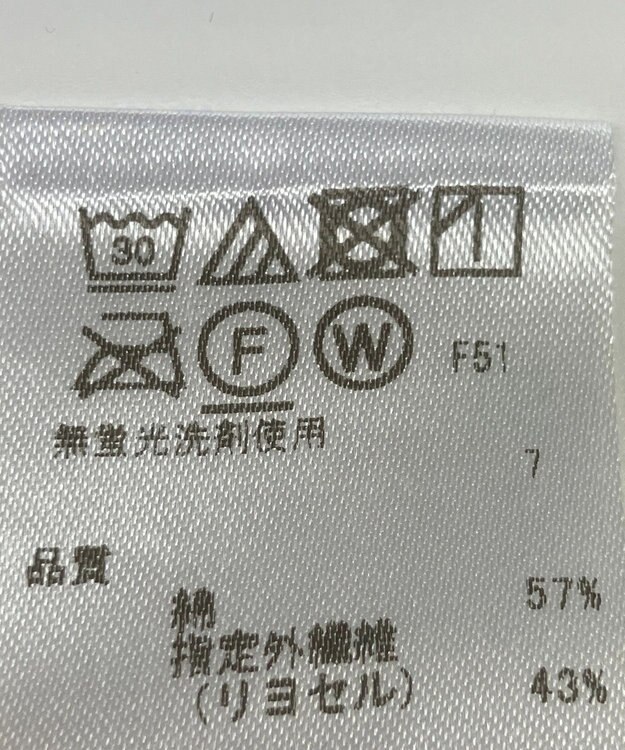 30
F W F51
無蛍光洗剤使用
7
品質
綿 57%
指定外繊維
(リヨセル) 43%